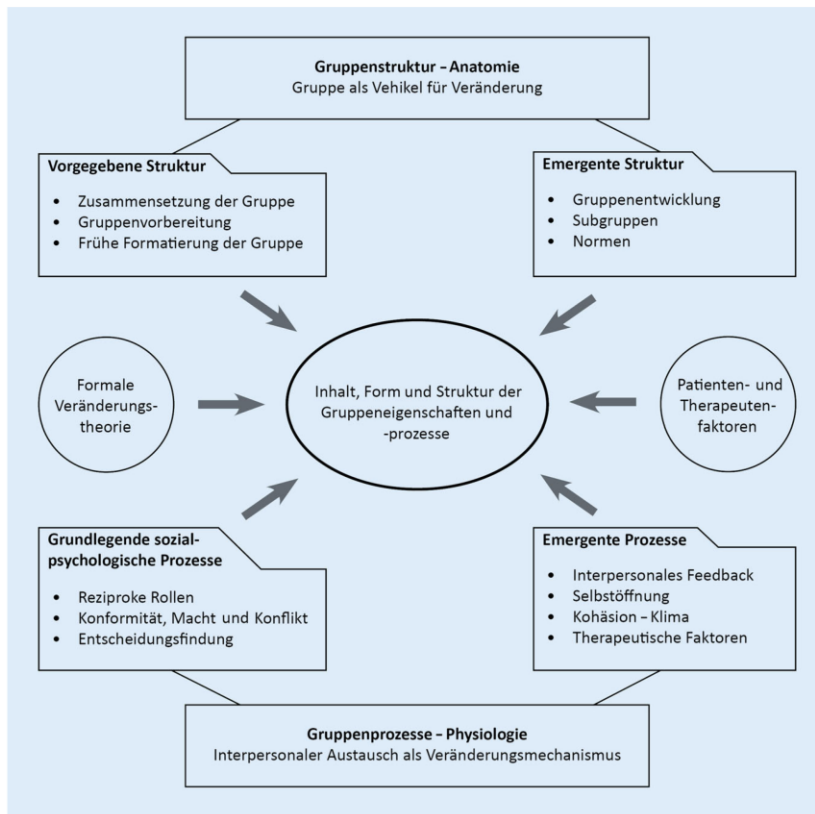 Gruppenstruktur – Anatomie
Gruppe als Vehikel für Veränderung
Vorgegebene Struktur
• Zusammensetzung der Gruppe
• Gruppenvorbereitung
• Frühe Formatierung der Gruppe
Emergente Struktur
• Gruppenentwicklung
• Subgruppen
• Normen
Formale
Veränderungs-
theorie
Inhalt, Form und Struktur der
Gruppeneigenschaften und
-prozesse
Patienten- und
Therapeuten-
faktoren
Grundlegende sozial-
psychologische Prozesse
• Reziproke Rollen
• Konformität, Macht und Konflikt
• Entscheidungsfindung
Emergente Prozesse
• Interpersonales Feedback
• Selbstöffnung
• Kohäsion – Klima
• Therapeutische Faktoren
Gruppenprozesse – Physiologie
Interpersonaler Austausch als Veränderungsmechanismus